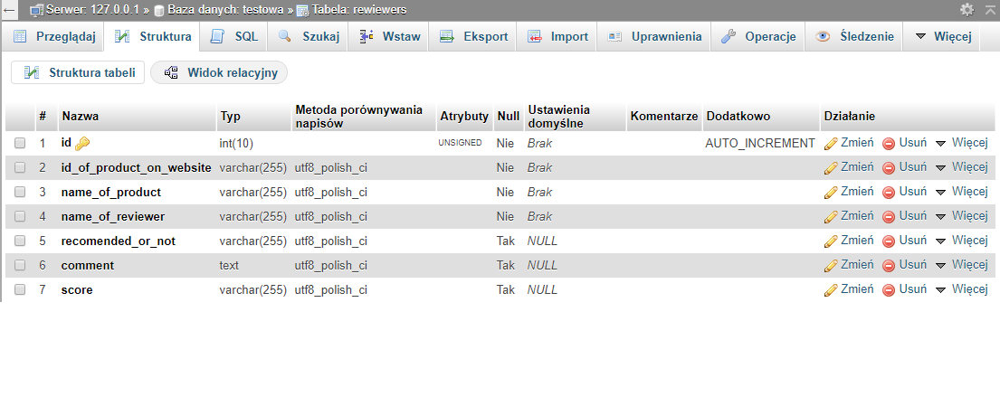 Serwer: 127.0.0.1 » Baza danych: testowa » Tabela: rewiewers
Przeglądaj Struktura SQL Szukaj Wstaw Eksport Import Uprawnienia Operacje Śledzenie Więcej
Struktura tabeli Widok relacyjny
# Nazwa Typ Metoda porównywania napisów Atrybuty Null Ustawienia domyślne Komentarze Dodatkowo Działanie
1 id int(10) UNSIGNED Nie Brak AUTO_INCREMENT Zmień Usuń Więcej
2 id_of_product_on_website varchar(255) utf8_polish_ci Nie Brak Zmień Usuń Więcej
3 name_of_product varchar(255) utf8_polish_ci Nie Brak Zmień Usuń Więcej
4 name_of_reviewer varchar(255) utf8_polish_ci Nie Brak Zmień Usuń Więcej
5 recomended_or_not varchar(255) utf8_polish_ci Tak NULL Zmień Usuń Więcej
6 comment text utf8_polish_ci Tak NULL Zmień Usuń Więcej
7 score varchar(255) utf8_polish_ci Tak NULL Zmień Usuń Więcej